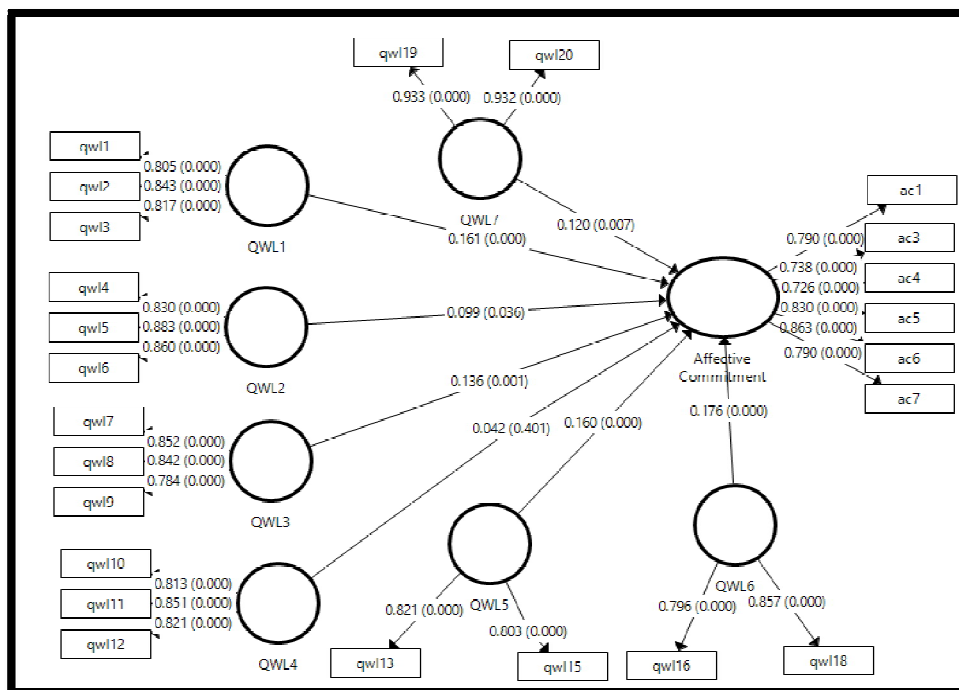 qwl19
qwl20
0.933 (0.000)
0.932 (0.000)
qwl1
qwl2
qwl3
0.805 (0.000)
0.843 (0.000)
0.817 (0.000)
QWL1
QWL7
0.161 (0.000)
0.120 (0.007)
ac1
ac3
ac4
ac5
ac6
ac7
0.790 (0.000)
0.738 (0.000)
0.726 (0.000)
0.830 (0.000)
0.863 (0.000)
0.790 (0.000)
Affective
Commitment
qwl4
qwl5
qwl6
0.830 (0.000)
0.883 (0.000)
0.860 (0.000)
QWL2
0.099 (0.036)
qwl7
qwl8
qwl9
0.852 (0.000)
0.842 (0.000)
0.784 (0.000)
QWL3
0.136 (0.001)
0.042 (0.401)
0.160 (0.000)
0.176 (0.000)
qwl10
qwl11
qwl12
0.813 (0.000)
0.851 (0.000)
0.821 (0.000)
QWL4
QWL5
0.821 (0.000)
0.803 (0.000)
qwl13
qwl15
QWL6
0.796 (0.000)
0.857 (0.000)
qwl16
qwl18